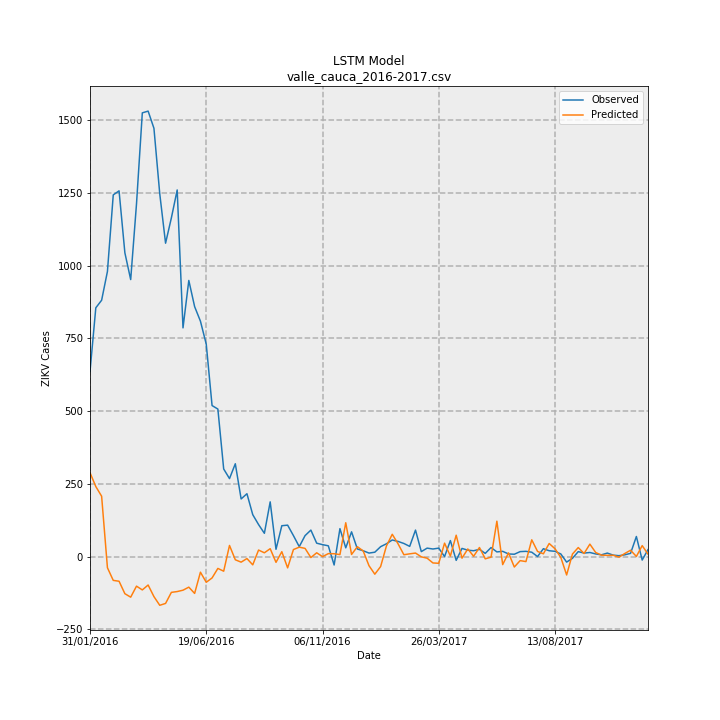 LSTM Model
valle_cauca_2016-2017.csv
Observed
Predicted
1500
1250
1000
750
500
250
0
−250
ZIKV Cases
31/01/2016 19/06/2016 06/11/2016 26/03/2017 13/08/2017
Date